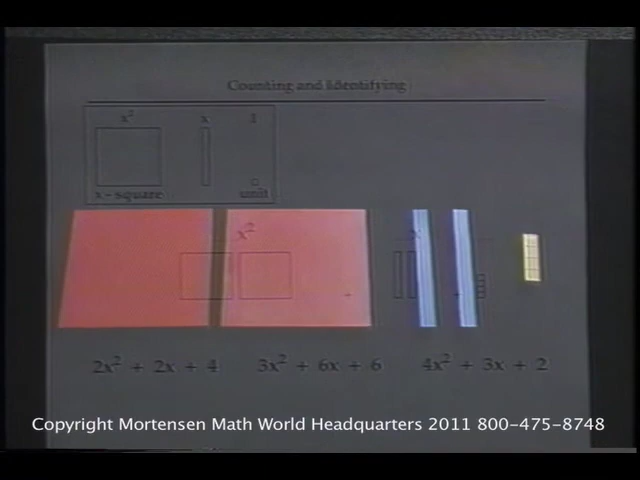 Counting and Identifying
x² x 1
x - square unit
x² x
2x² + 2x + 4 3x² + 6x + 6 4x² + 3x + 2
Copyright Mortensen Math World Headquarters 2011 800-475-8748